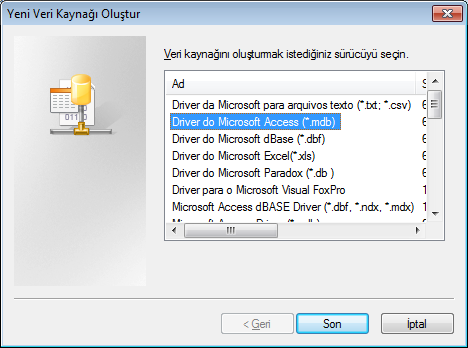 Yeni Veri Kaynağı Oluştur
Veri kaynağını oluşturmak istediğiniz sürücüyü seçin.
Ad S
Driver da Microsoft para arquivos texto (*.txt; *.csv) 6
Driver do Microsoft Access (*.mdb) 6
Driver do Microsoft dBase (*.dbf) 6
Driver do Microsoft Excel(*.xls) 6
Driver do Microsoft Paradox (*.db ) 6
Driver para o Microsoft Visual FoxPro 1
Microsoft Access dBASE Driver (*.dbf, *.ndx, *.mdx) 1
< Geri Son İptal